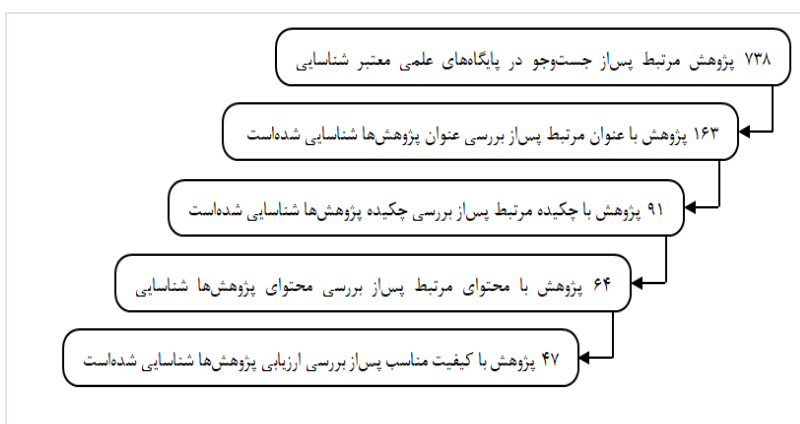 ۷۳۸ پژوهش مرتبط پس‌از جست‌وجو در پایگاه‌های علمی معتبر شناسایی
۱۶۳ پژوهش با عنوان مرتبط پس‌از بررسی عنوان پژوهش‌ها شناسایی شده‌است
۹۱ پژوهش با چکیده مرتبط پس‌از بررسی چکیده پژوهش‌ها شناسایی شده‌است
۶۴ پژوهش با محتوای مرتبط پس‌از بررسی محتوای پژوهش‌ها شناسایی
۴۷ پژوهش با کیفیت مناسب پس‌از بررسی ارزیابی پژوهش‌ها شناسایی شده‌است